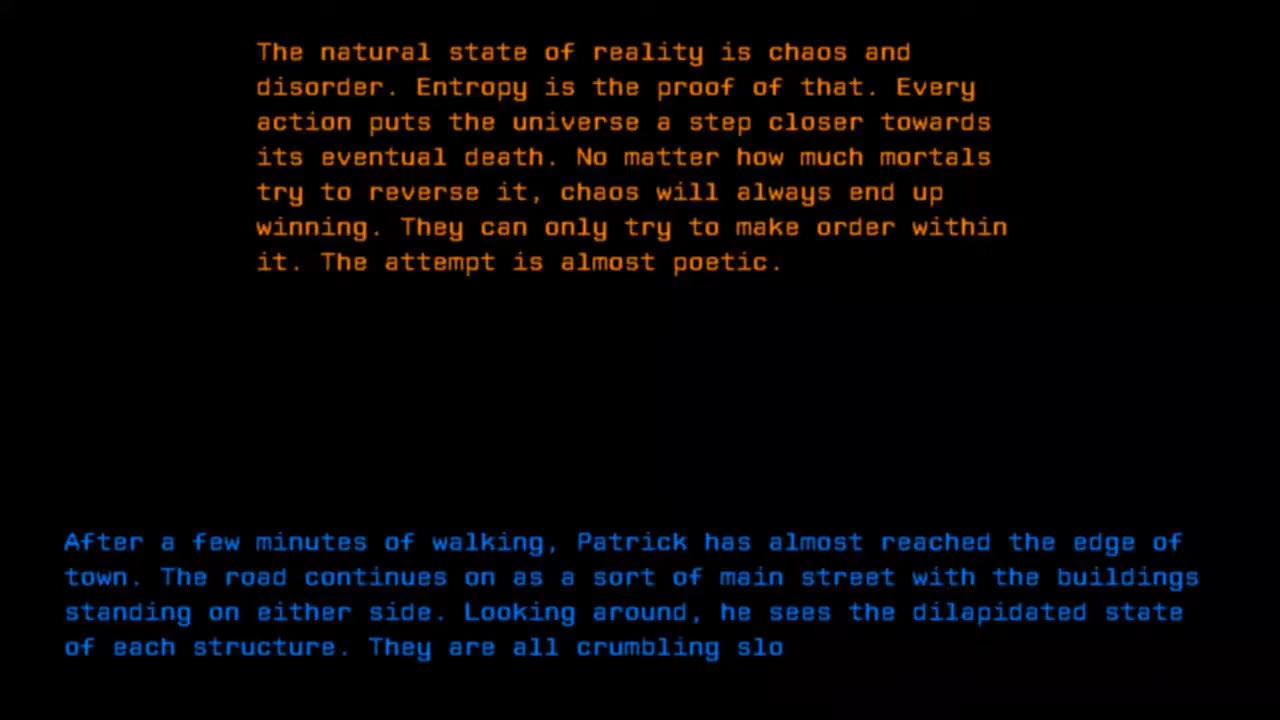 The natural state of reality is chaos and
disorder. Entropy is the proof of that. Every
action puts the universe a step closer towards
its eventual death. No matter how much mortals
try to reverse it, chaos will always end up
winning. They can only try to make order within
it. The attempt is almost poetic.
After a few minutes of walking, Patrick has almost reached the edge of
town. The road continues on as a sort of main street with the buildings
standing on either side. Looking around, he sees the dilapidated state
of each structure. They are all crumbling slo